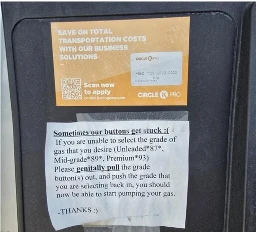 SAVE ON TOTAL
TRANSPORTATION COSTS
WITH OUR BUSINESS
SOLUTIONS
Scan now
to apply
CIRCLE K PRO
Sometimes our buttons get stuck :(
If you are unable to select the grade of
gas that you desire (Unleaded*87*,
Mid-grade*89*, Premium*93)
Please genitally pull the grade
button(s) out, and push the grade that
you are selecting back in, you should
now be able to start pumping your gas.
-THANKS :)